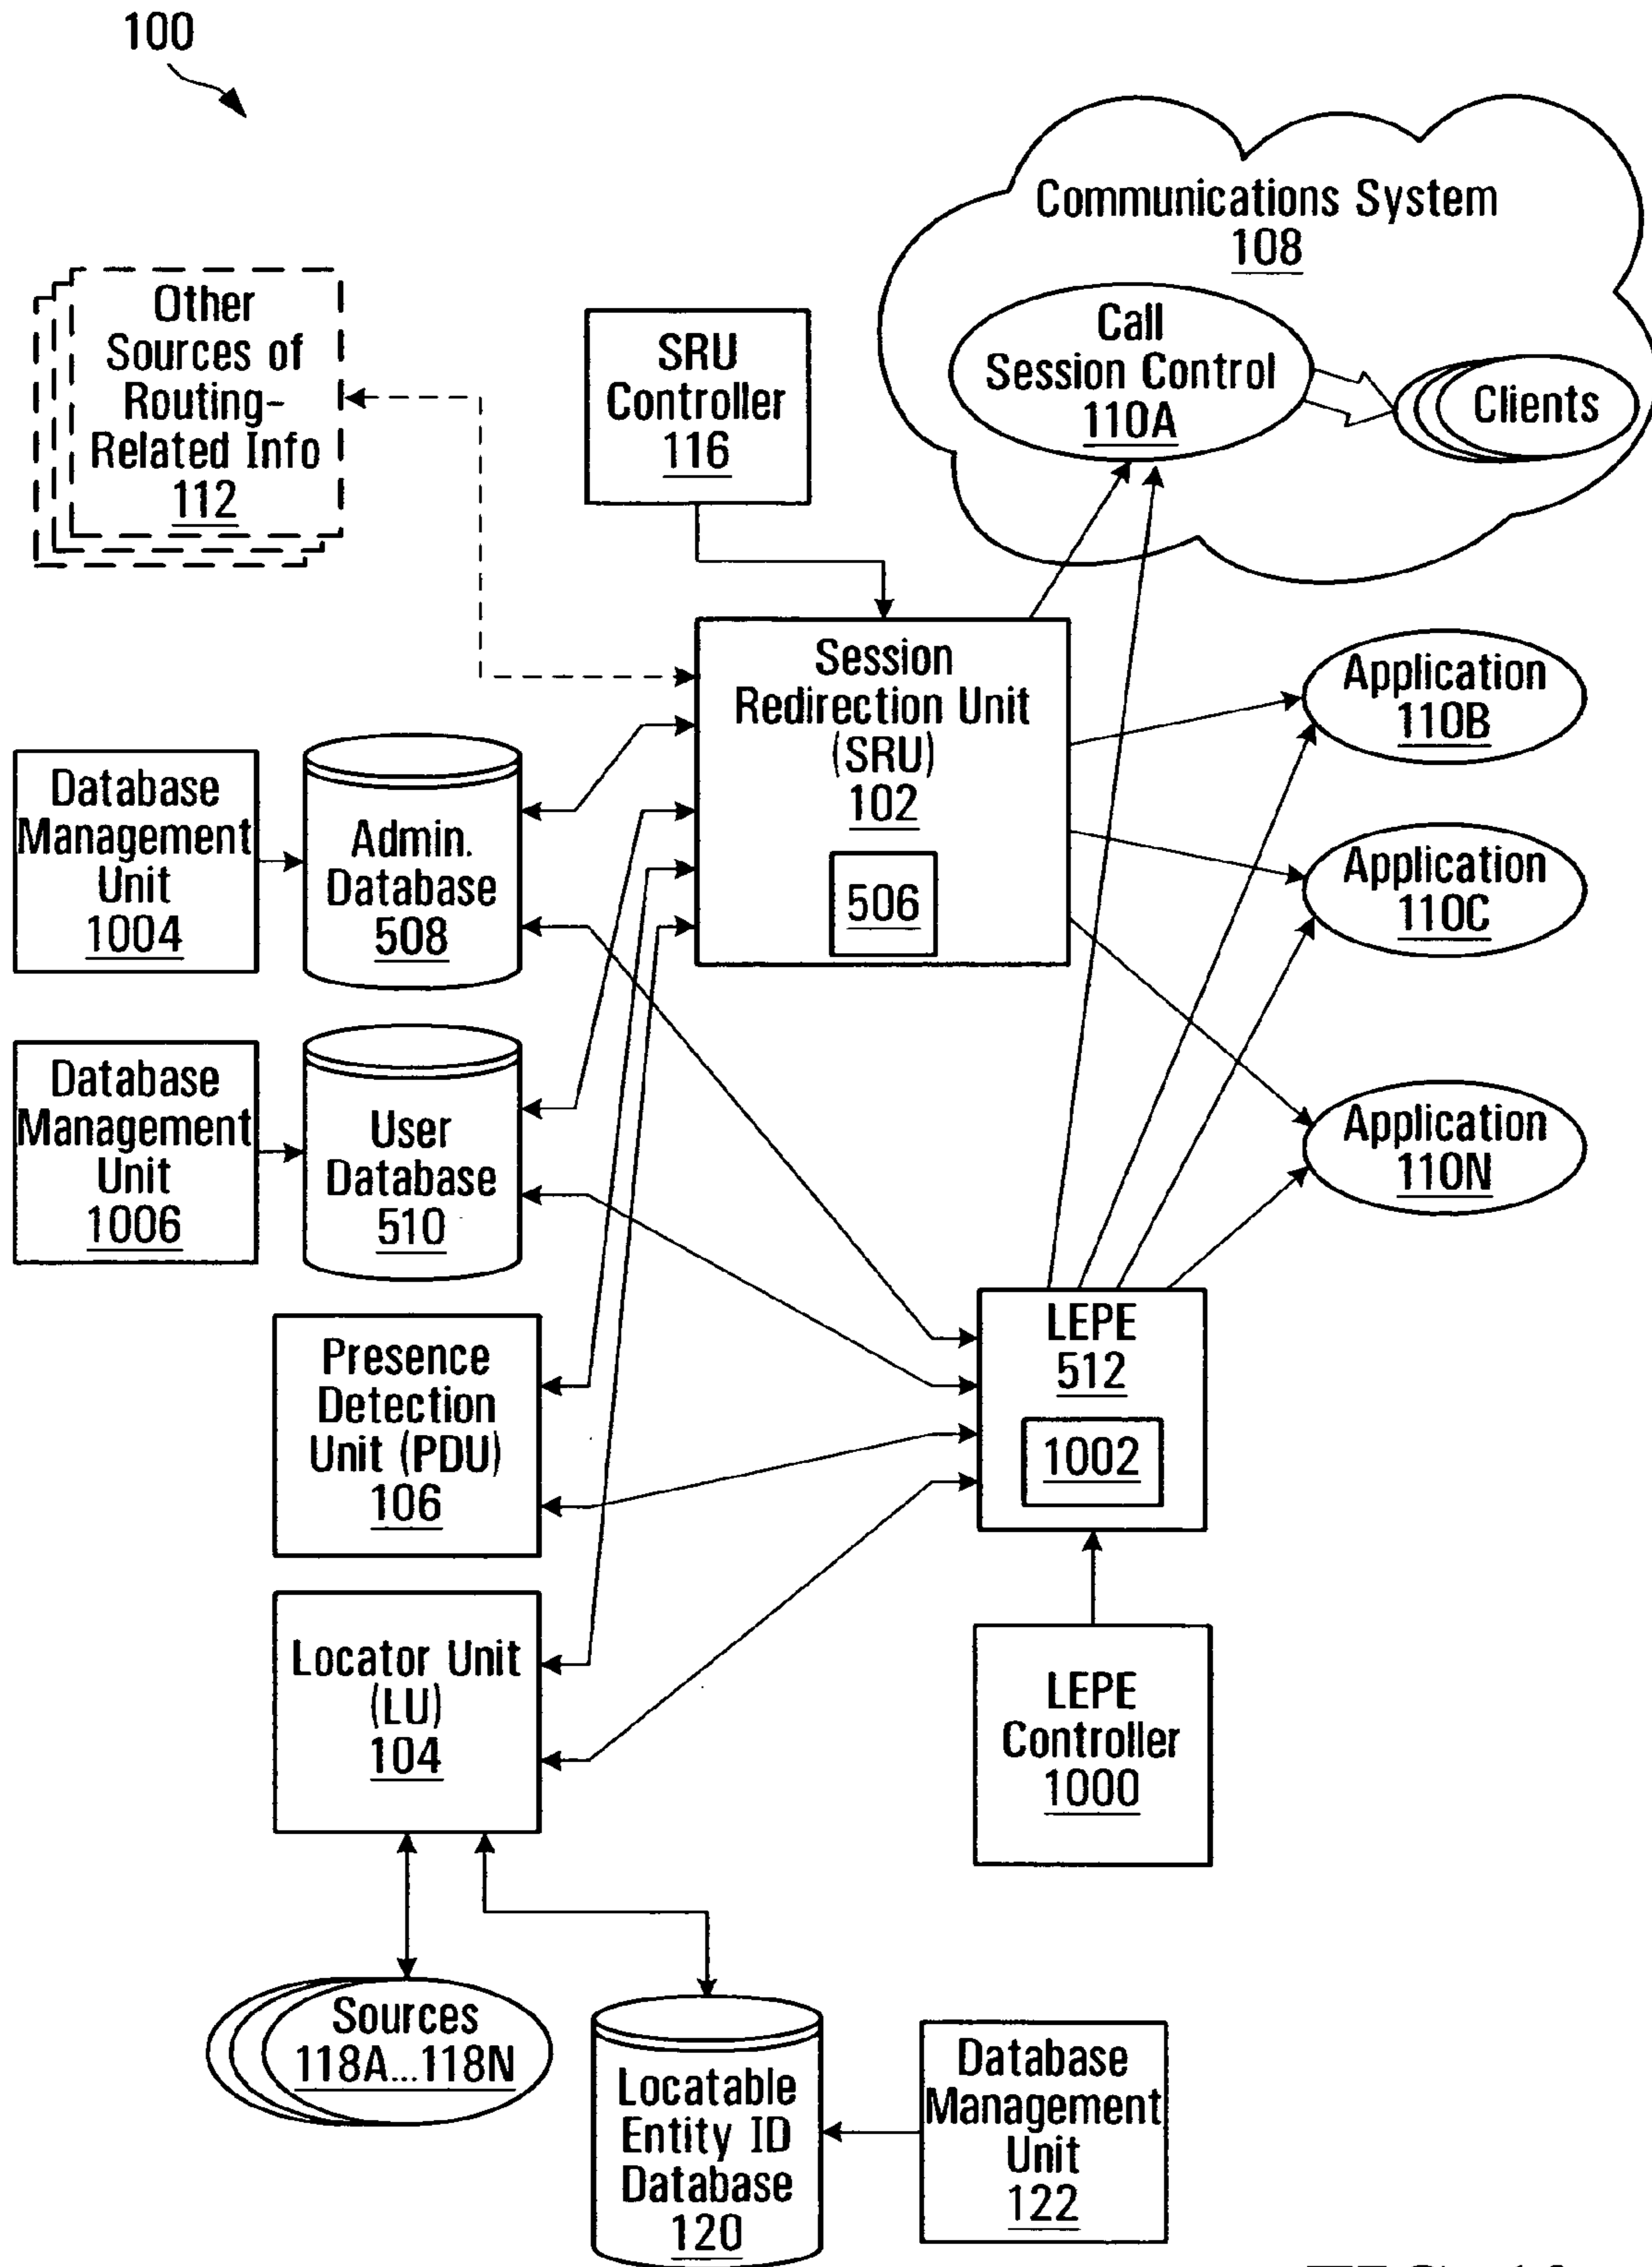 100
Communications System
108
Call
Session Control
110A
Clients
Other
Sources of
Routing-
Related Info
112
SRU
Controller
116
Session
Redirection Unit
(SRU)
102
506
Application
110B
Application
110C
Application
110N
Database
Management
Unit
1004
Admin.
Database
508
Database
Management
Unit
1006
User
Database
510
Presence
Detection
Unit (PDU)
106
LEPE
512
1002
Locator Unit
(LU)
104
LEPE
Controller
1000
Sources
118A...118N
Locatable
Entity ID
Database
120
Database
Management
Unit
122